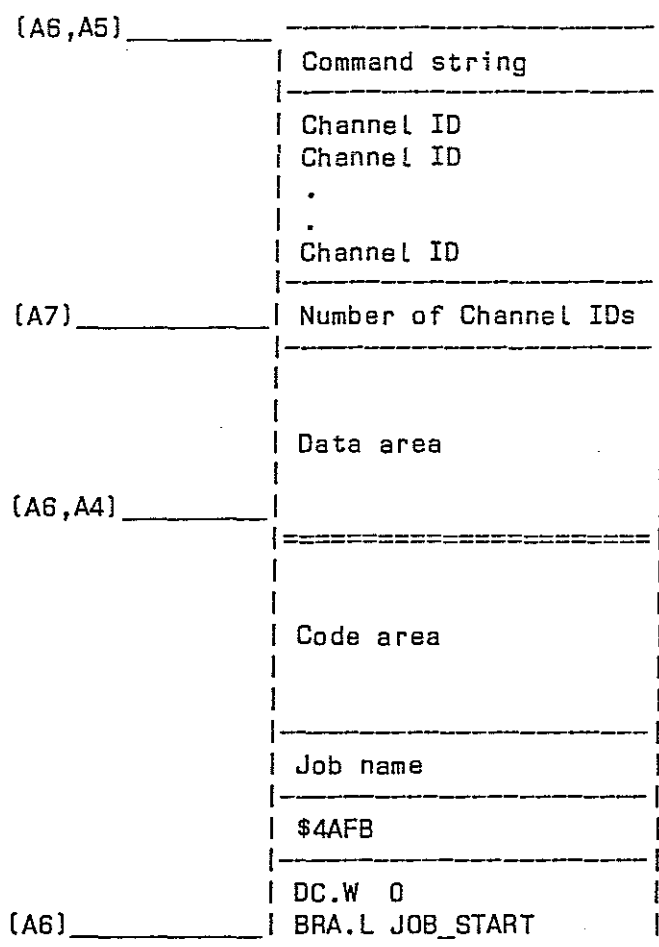 (A6,A5)
Command string
Channel ID
Channel ID
.
.
Channel ID
(A7) Number of Channel IDs
Data area
(A6,A4)
Code area
Job name
$4AFB
DC.W 0
(A6) BRA.L JOB_START